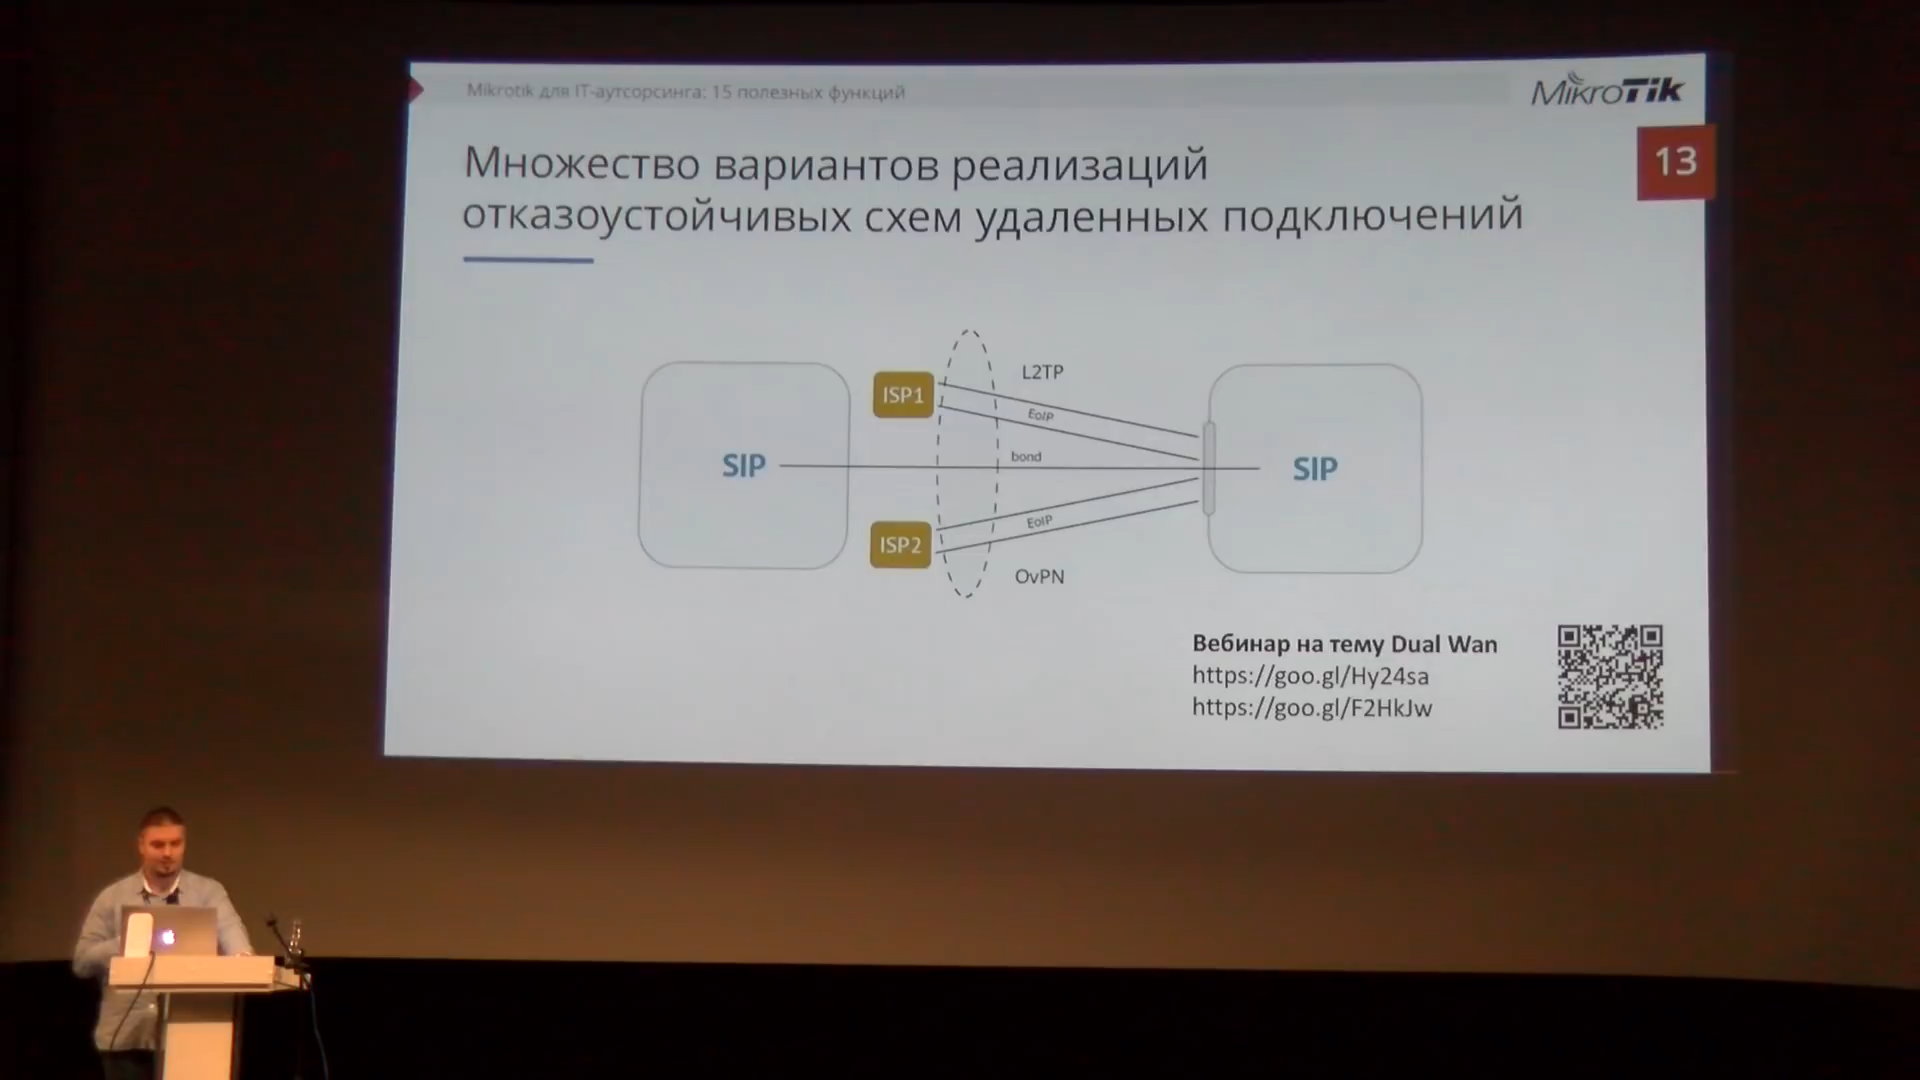 Mikrotik для IT-аутсорсинга: 15 полезных функций
MikroTik
13
Множество вариантов реализаций
отказоустойчивых схем удаленных подключений
L2TP
ISP1
EoIP
bond
SIP
SIP
EoIP
ISP2
OvPN
Вебинар на тему Dual Wan
https://goo.gl/Hy24sa
https://goo.gl/F2HkJw